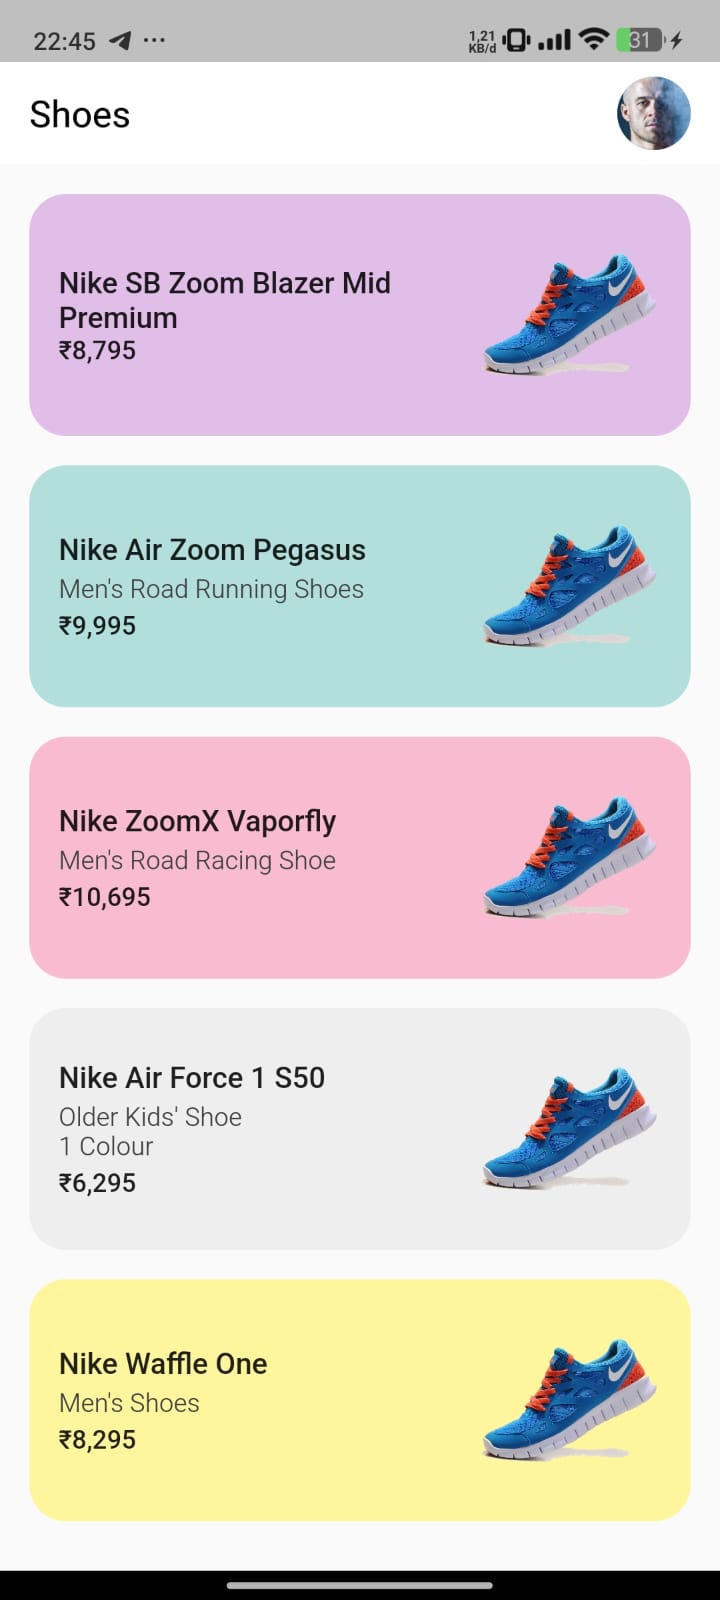 22:45
1,21
KB/d
31
Shoes
Nike SB Zoom Blazer Mid
Premium
₹8,795
Nike Air Zoom Pegasus
Men's Road Running Shoes
₹9,995
Nike ZoomX Vaporfly
Men's Road Racing Shoe
₹10,695
Nike Air Force 1 S50
Older Kids' Shoe
1 Colour
₹6,295
Nike Waffle One
Men's Shoes
₹8,295